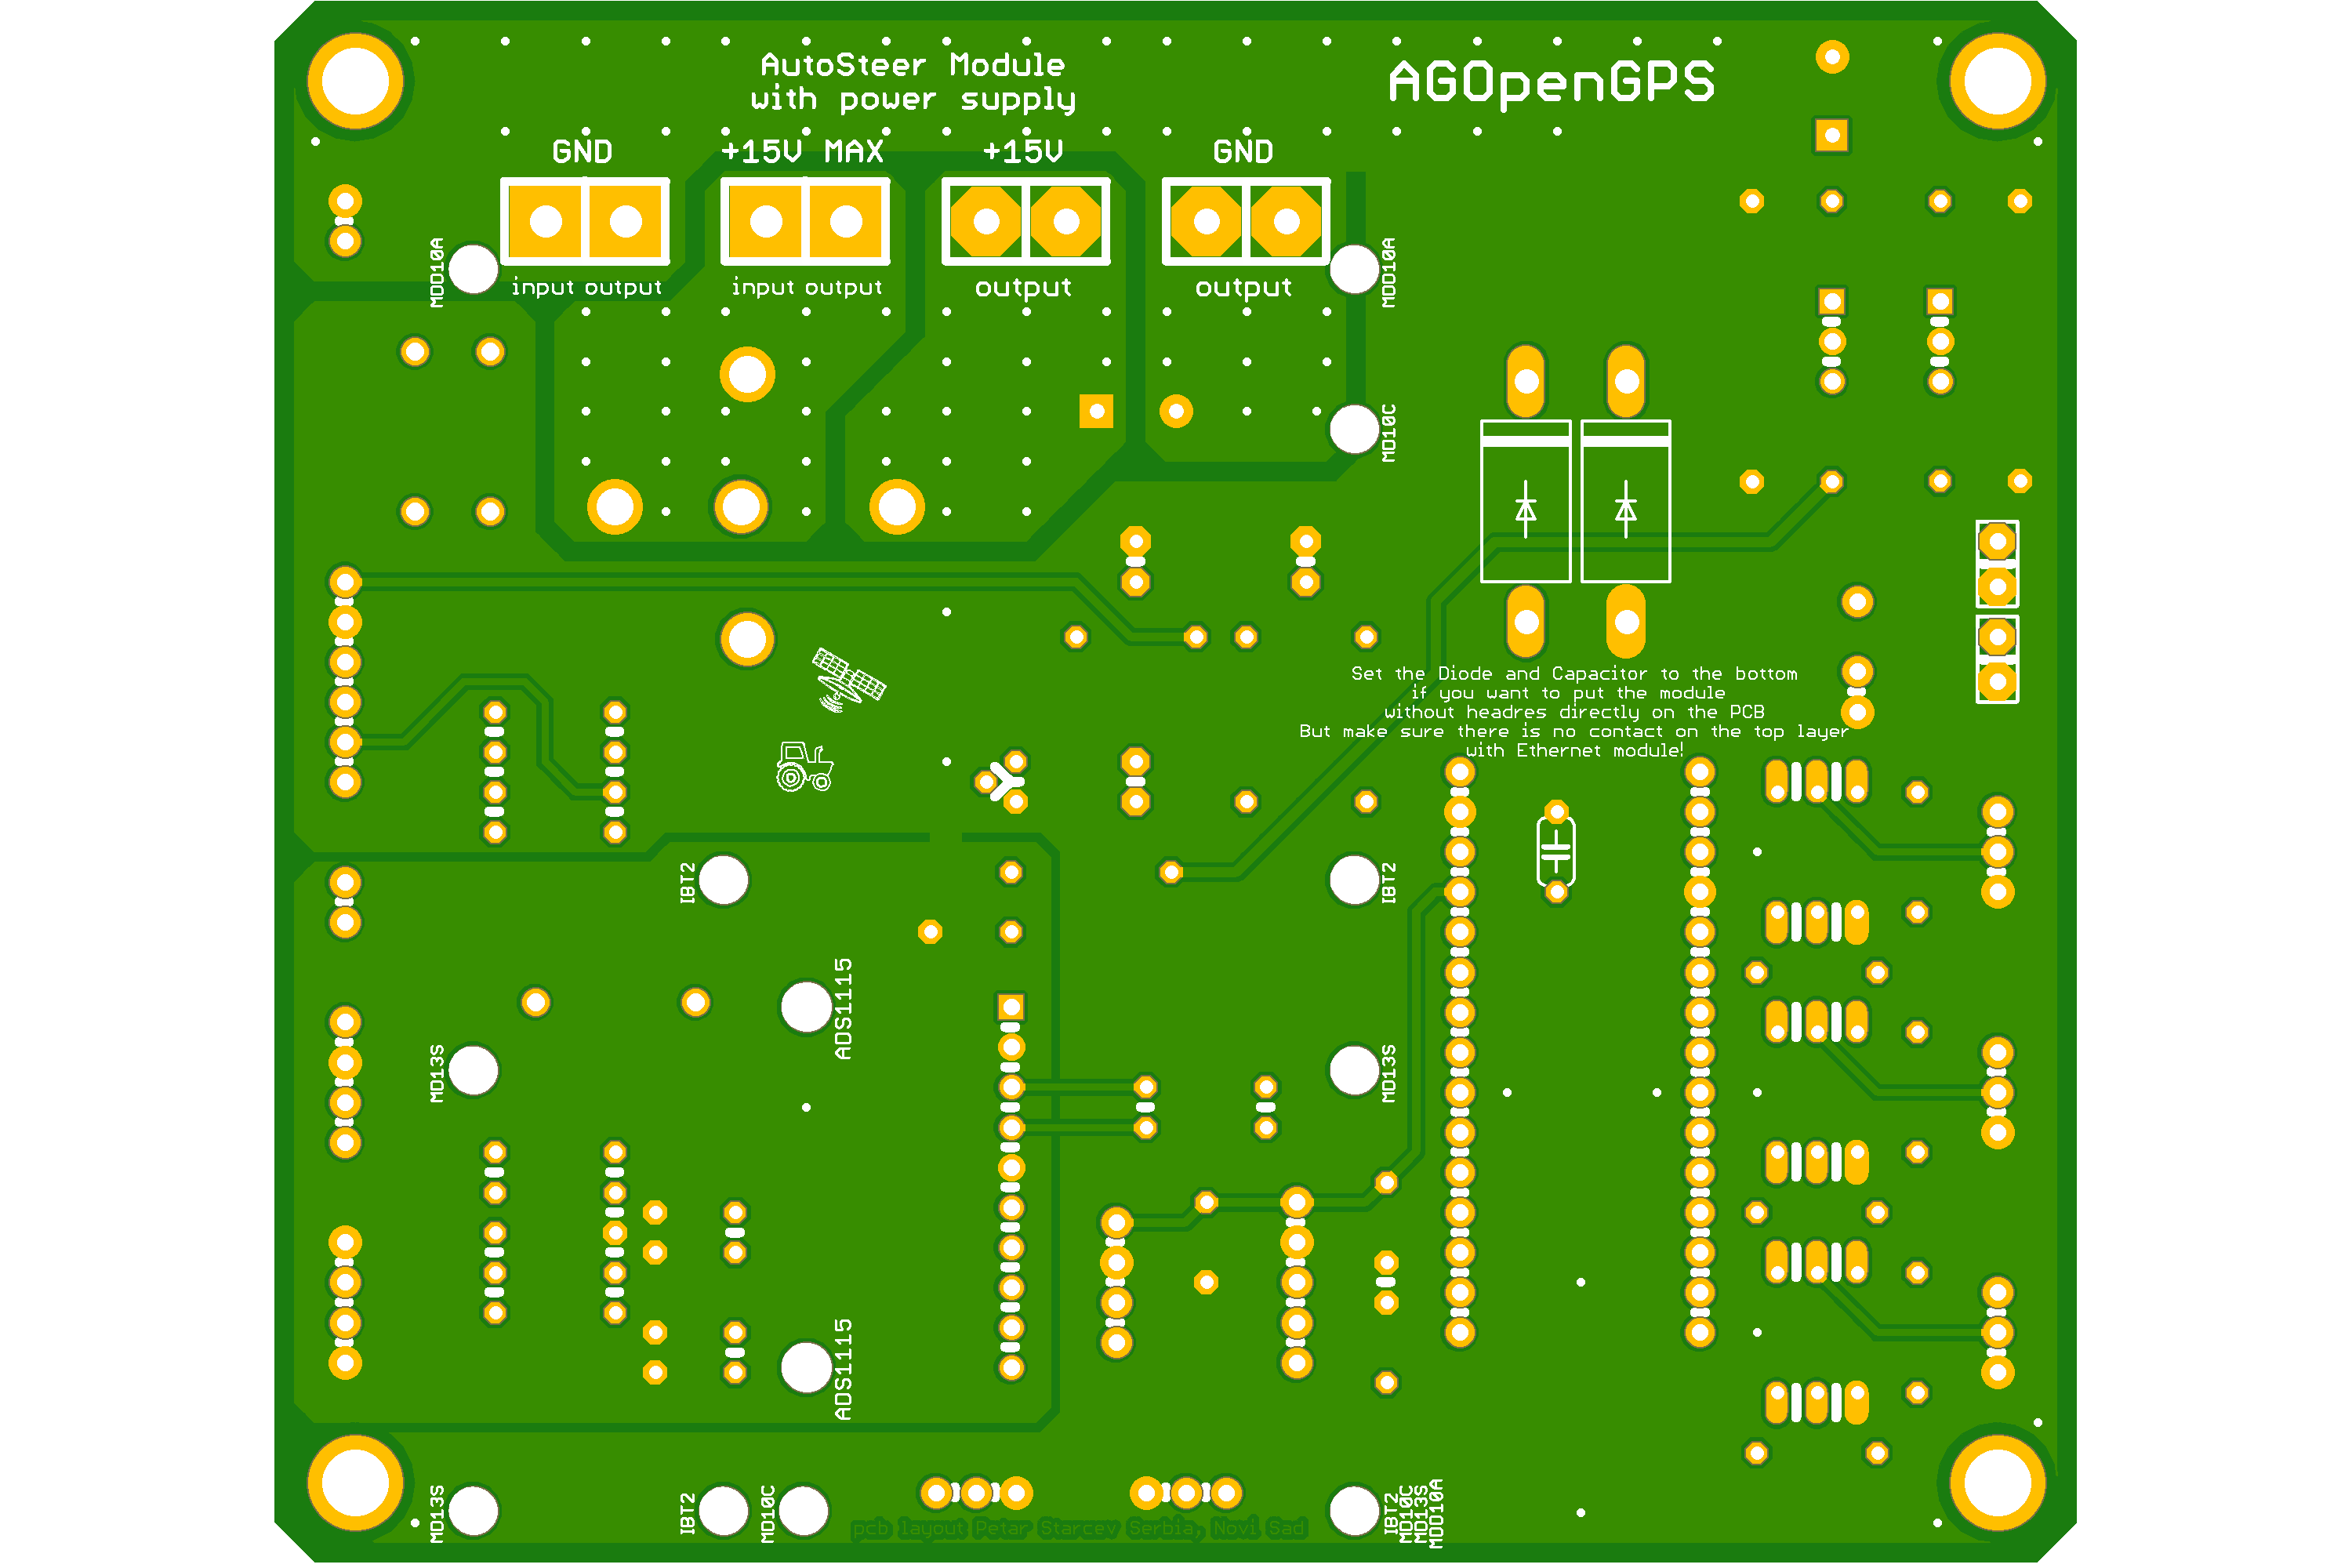 AutoSteer Module
with power supply
AGOpenGPS
GND
+15V MAX
+15V
GND
input output
input output
output
output
MDD10A
MDD10A
MD10C
Set the Diode and Capacitor to the bottom
if you want to put the module
without headres directly on the PCB
But make sure there is no contact on the top layer
with Ethernet module!
IBT2
IBT2
ADS1115
MD13S
MD13S
ADS1115
MD13S
IBT2
MD10C
IBT2
MD10C
MD13S
MDD10A
pcb layout Petar Starcev Serbia, Novi Sad